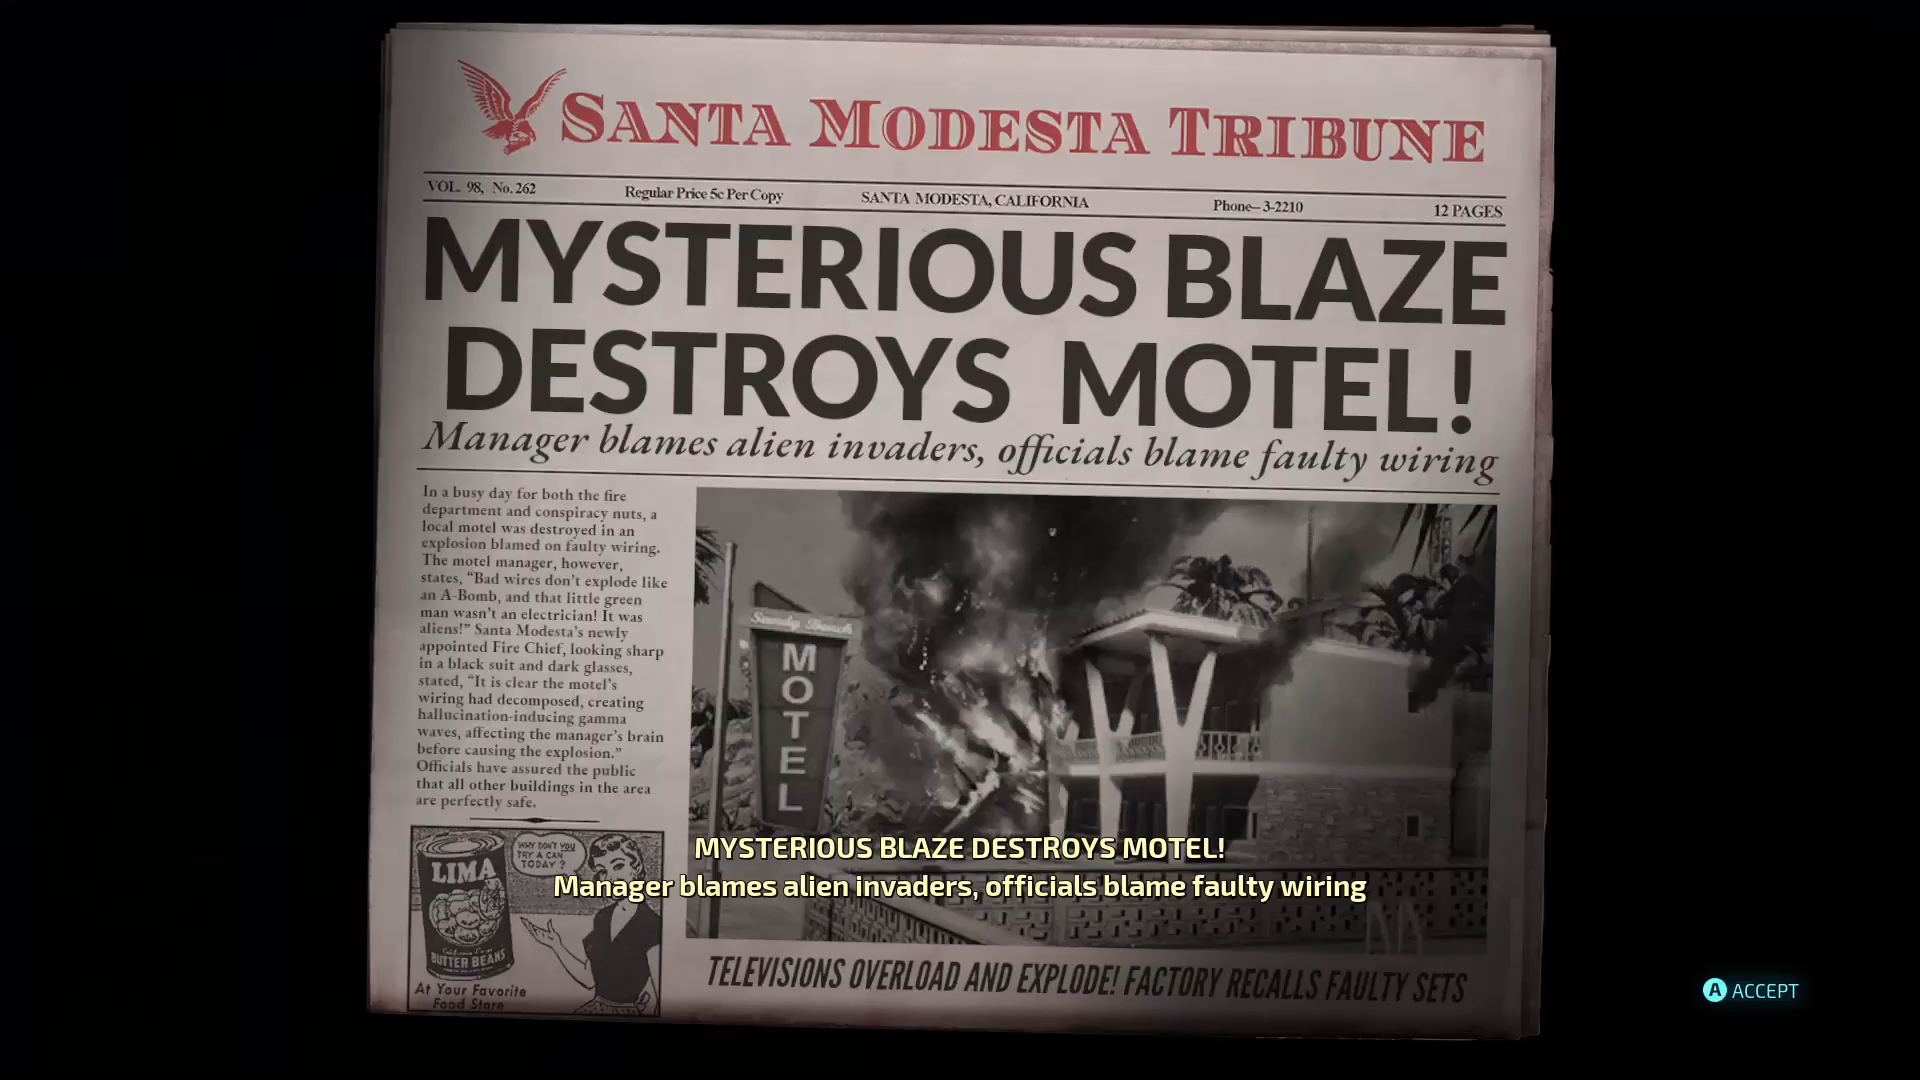 SANTA MODESTA TRIBUNE
VOL. 98, No. 262 Regular Price 5c Per Copy SANTA MODESTA, CALIFORNIA Phone– 3-2210 12 PAGES
MYSTERIOUS BLAZE
DESTROYS MOTEL!
Manager blames alien invaders, officials blame faulty wiring
In a busy day for both the fire
department and conspiracy nuts, a
local motel was destroyed in an
explosion blamed on faulty wiring.
The motel manager, however,
states, “Bad wires don’t explode like
an A-Bomb, and that little green
man wasn’t an electrician! It was
aliens!” Santa Modesta’s newly
appointed Fire Chief, looking sharp
in a black suit and dark glasses,
stated, “It is clear the motel’s
wiring had decomposed, creating
hallucination-inducing gamma
waves, affecting the manager’s brain
before causing the explosion.”
Officials have assured the public
that all other buildings in the area
are perfectly safe.
Sandy Beach
MOTEL
LIMA
BUTTER BEANS
WHY DON'T YOU
TRY A CAN
TODAY?
At Your Favorite
Food Store
MYSTERIOUS BLAZE DESTROYS MOTEL!
Manager blames alien invaders, officials blame faulty wiring
TELEVISIONS OVERLOAD AND EXPLODE! FACTORY RECALLS FAULTY SETS
A ACCEPT